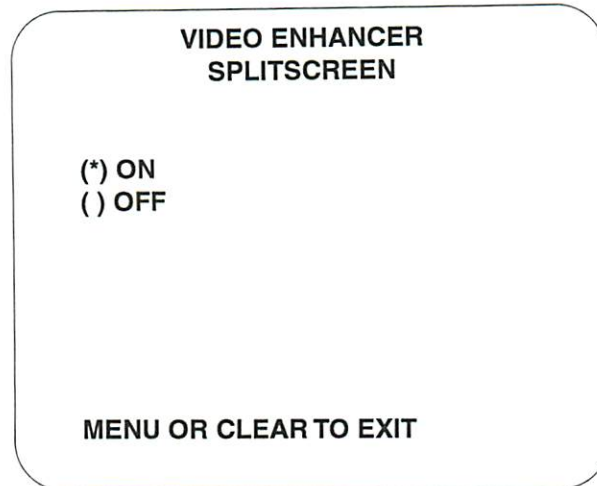 VIDEO ENHANCER
SPLITSCREEN
(*) ON
( ) OFF
MENU OR CLEAR TO EXIT